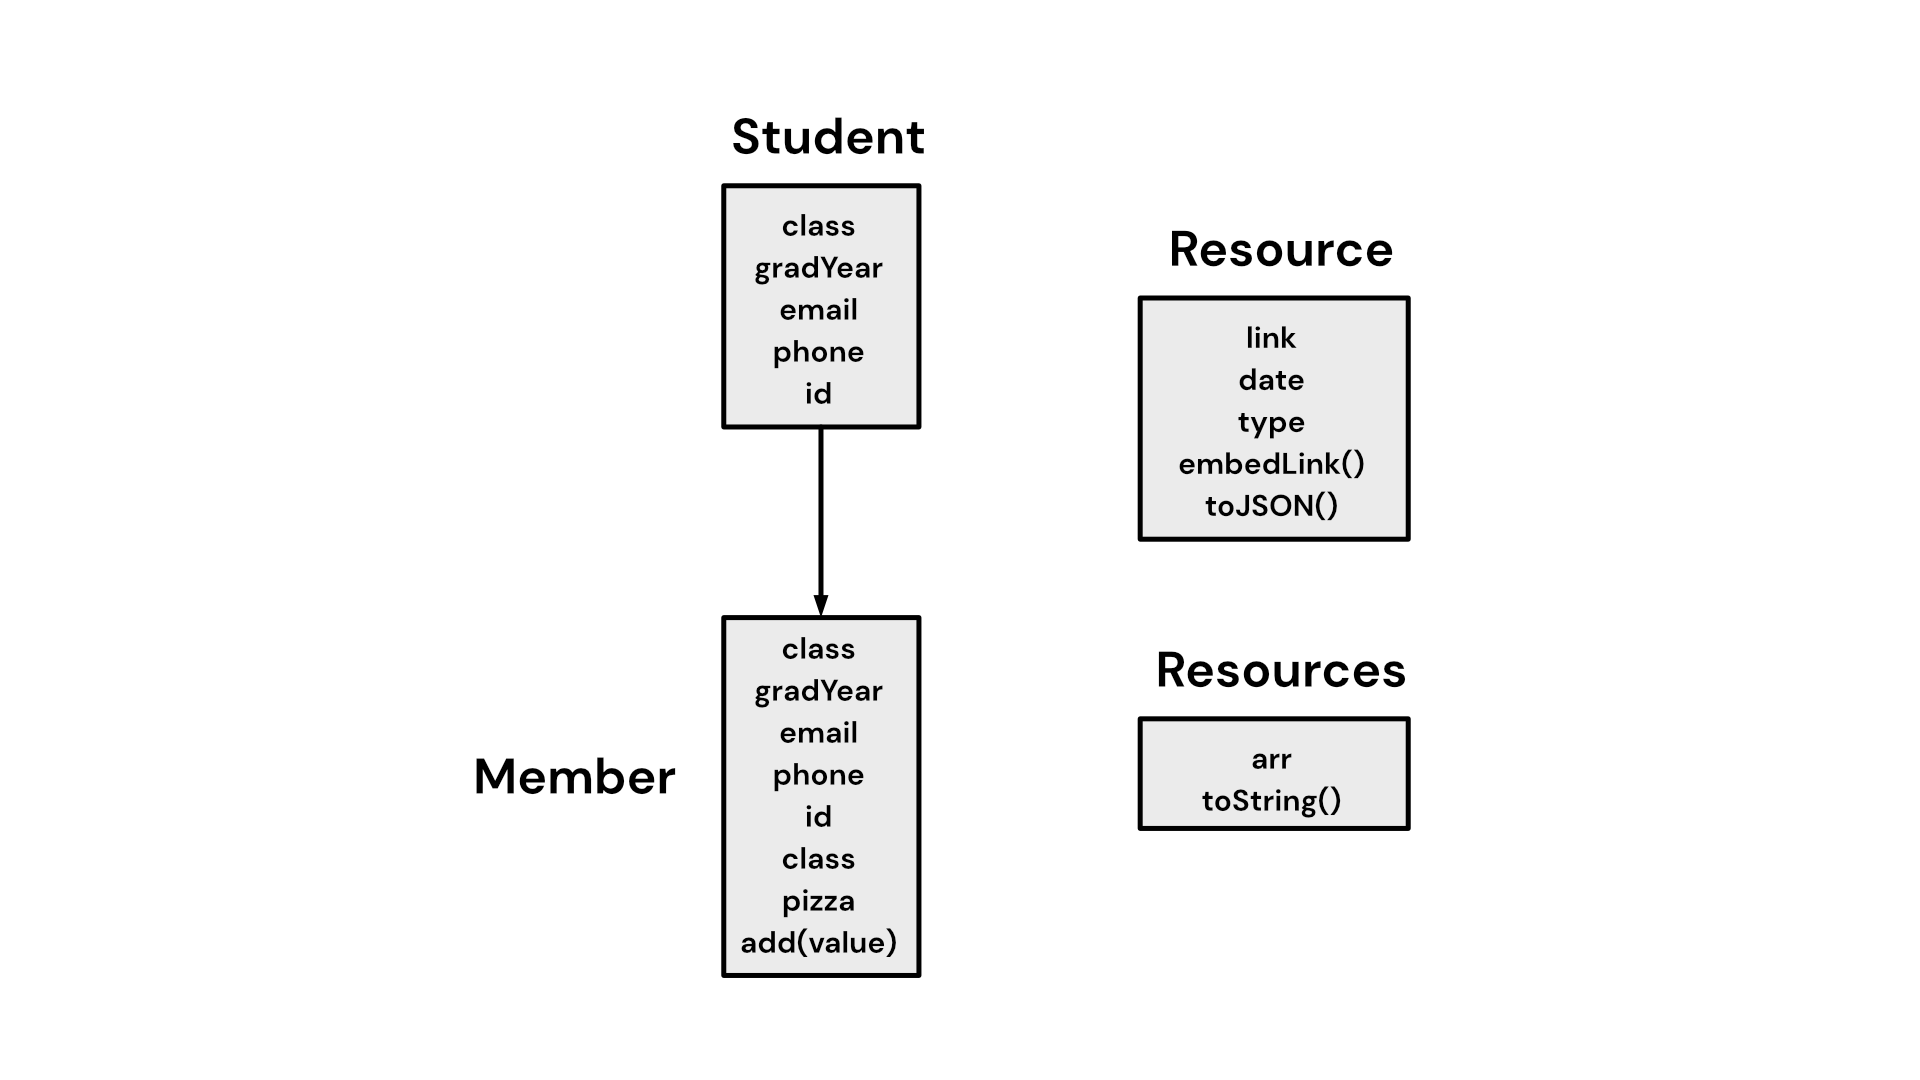 Student
class
gradYear
email
phone
id
Member
class
gradYear
email
phone
id
class
pizza
add(value)
Resource
link
date
type
embedLink()
toJSON()
Resources
arr
toString()